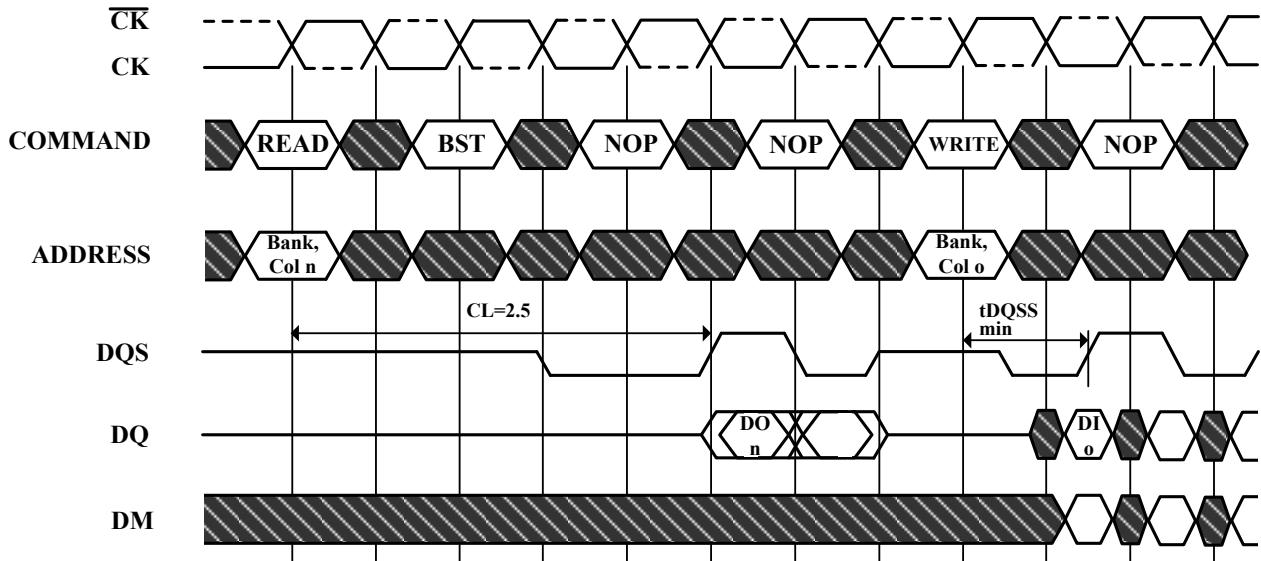 C̅K̅
CK
COMMAND
READ
BST
NOP
NOP
WRITE
NOP
ADDRESS
Bank,
Col n
Bank,
Col o
CL=2.5
tDQSS
min
DQS
DQ
DO
n
DI
o
DM